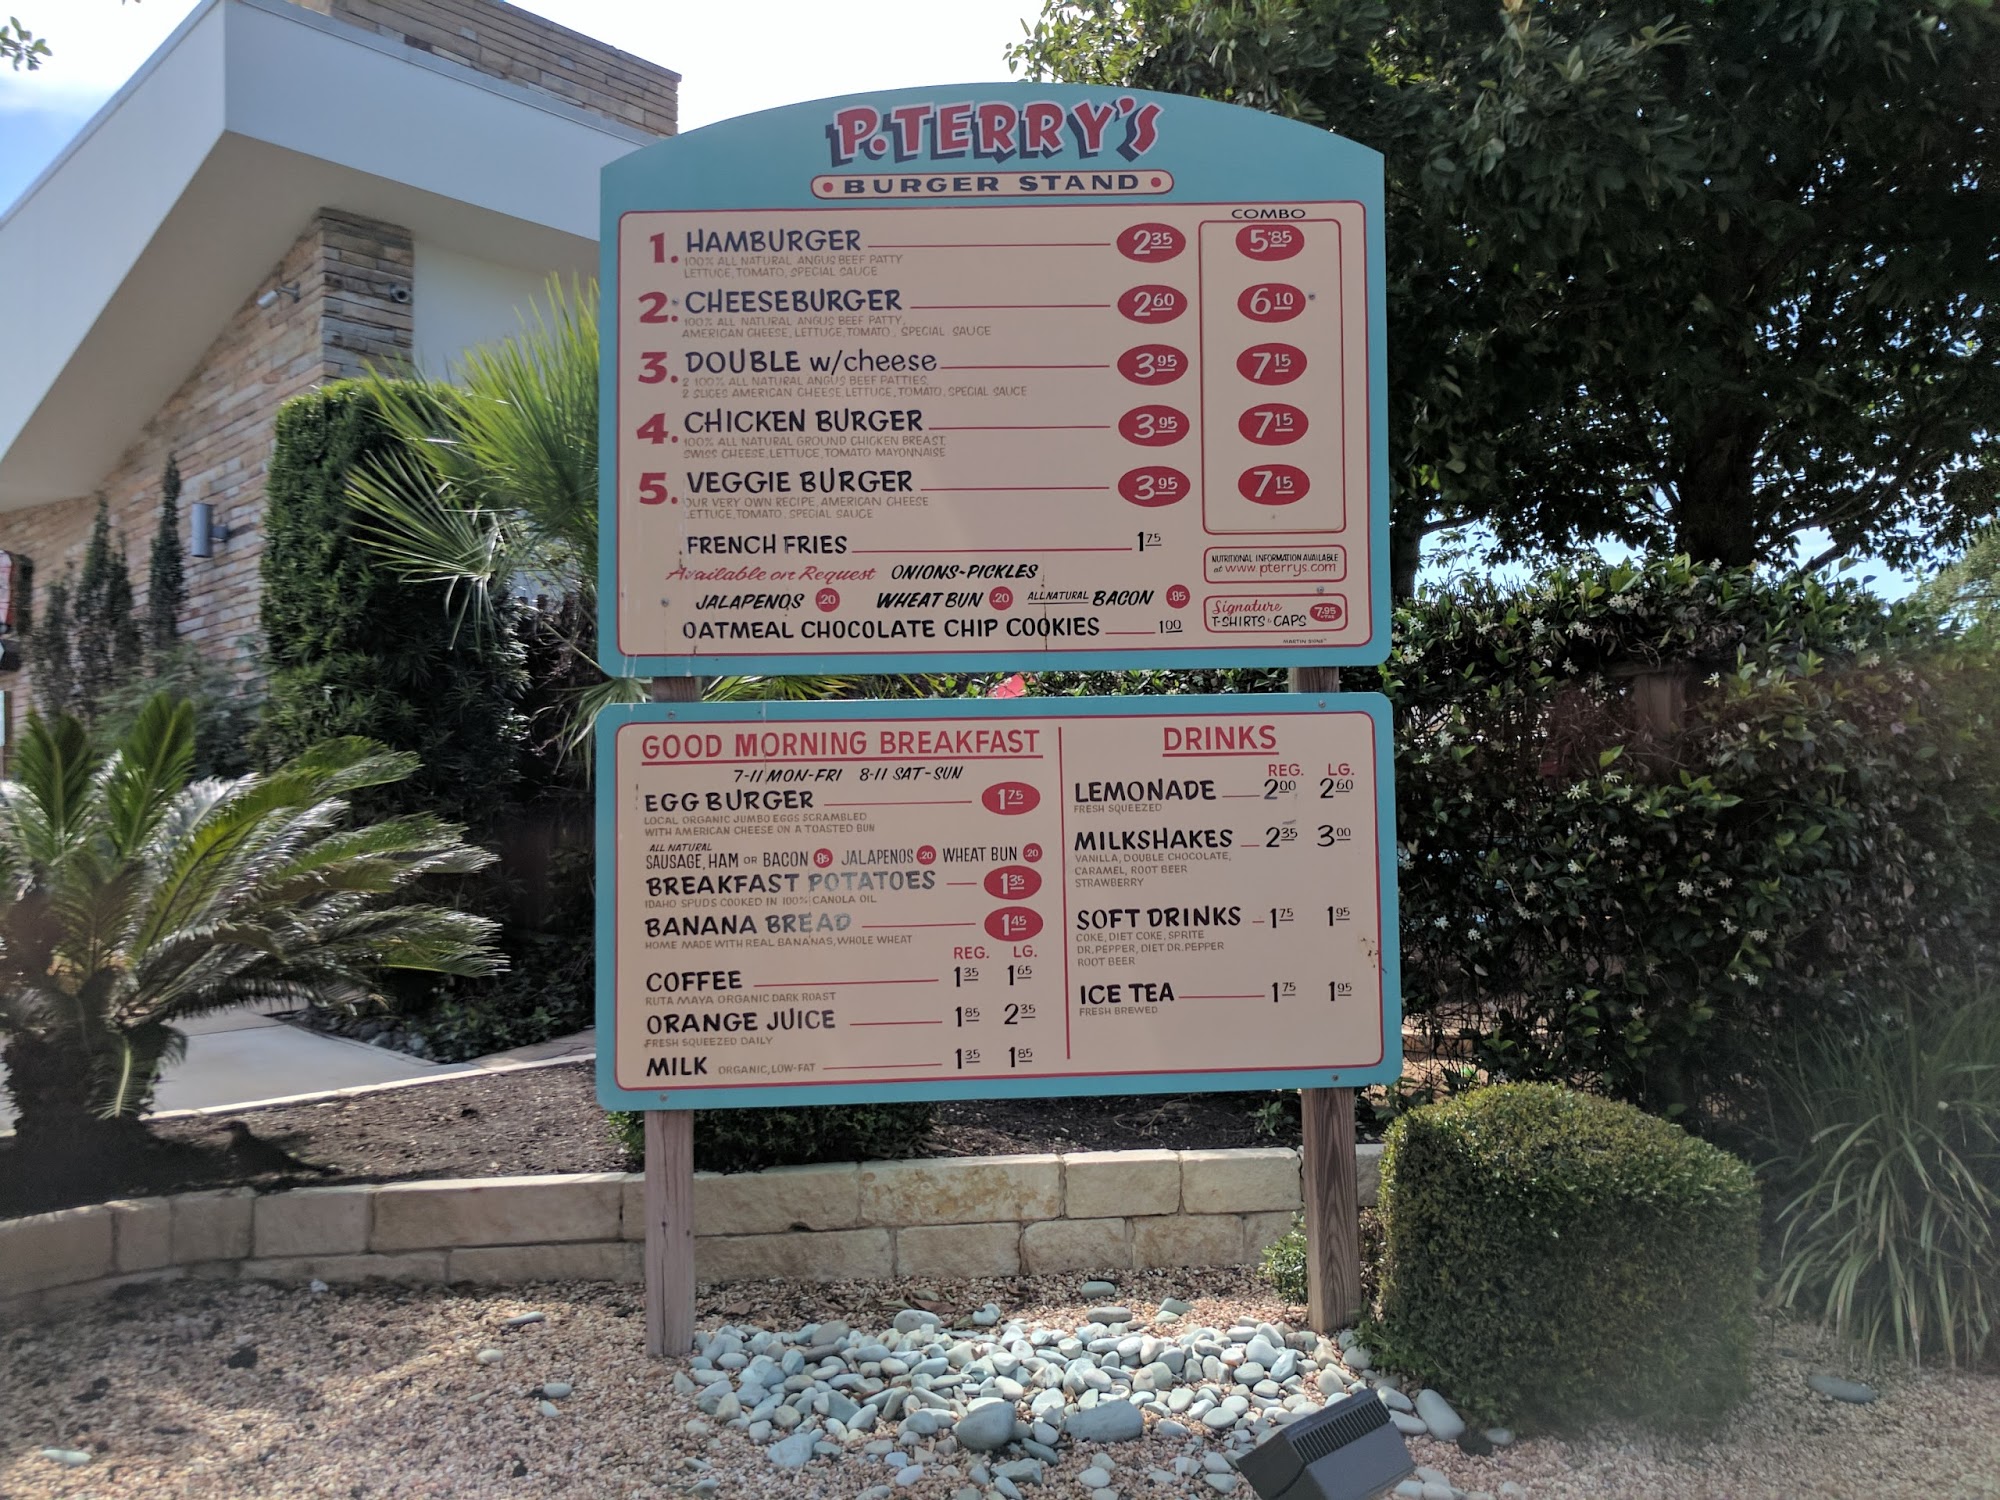 P.TERRY'S
BURGER STAND
COMBO
1. HAMBURGER 2 35 5 85
100% ALL NATURAL ANGUS BEEF PATTY
LETTUCE, TOMATO, SPECIAL SAUCE
2. CHEESEBURGER 2 60 6 10
100% ALL NATURAL ANGUS BEEF PATTY,
AMERICAN CHEESE, LETTUCE, TOMATO, SPECIAL SAUCE
3. DOUBLE w/cheese 3 95 7 15
2 100% ALL NATURAL ANGUS BEEF PATTIES,
2 SLICES AMERICAN CHEESE, LETTUCE, TOMATO, SPECIAL SAUCE
4. CHICKEN BURGER 3 95 7 15
100% ALL NATURAL GROUND CHICKEN BREAST,
SWISS CHEESE, LETTUCE, TOMATO MAYONNAISE
5. VEGGIE BURGER 3 95 7 15
OUR VERY OWN RECIPE, AMERICAN CHEESE
LETTUCE, TOMATO, SPECIAL SAUCE
FRENCH FRIES 1 75
Available on Request ONIONS-PICKLES
JALAPENOS .20 WHEAT BUN .20 ALL NATURAL BACON .85
OATMEAL CHOCOLATE CHIP COOKIES 1 00
NUTRITIONAL INFORMATION AVAILABLE
at www.pterrys.com
Signature
T-SHIRTS & CAPS 7.95 +TAX
MARTIN SIGNS
GOOD MORNING BREAKFAST
7-11 MON-FRI 8-11 SAT-SUN
EGG BURGER 1 75
LOCAL ORGANIC JUMBO EGGS SCRAMBLED
WITH AMERICAN CHEESE ON A TOASTED BUN
ALL NATURAL
SAUSAGE, HAM OR BACON .85 JALAPENOS .20 WHEAT BUN .20
BREAKFAST POTATOES 1 35
IDAHO SPUDS COOKED IN 100% CANOLA OIL
BANANA BREAD 1 45
HOME MADE WITH REAL BANANAS, WHOLE WHEAT
REG. LG.
COFFEE 1 35 1 65
RUTA MAYA ORGANIC DARK ROAST
ORANGE JUICE 1 85 2 35
FRESH SQUEEZED DAILY
MILK ORGANIC, LOW-FAT 1 35 1 85
DRINKS
REG. LG.
LEMONADE 2 00 2 60
FRESH SQUEEZED
MILKSHAKES 2 35 3 00
VANILLA, DOUBLE CHOCOLATE,
CARAMEL, ROOT BEER
STRAWBERRY
SOFT DRINKS 1 75 1 95
COKE, DIET COKE, SPRITE
DR. PEPPER, DIET DR. PEPPER
ROOT BEER
ICE TEA 1 75 1 95
FRESH BREWED